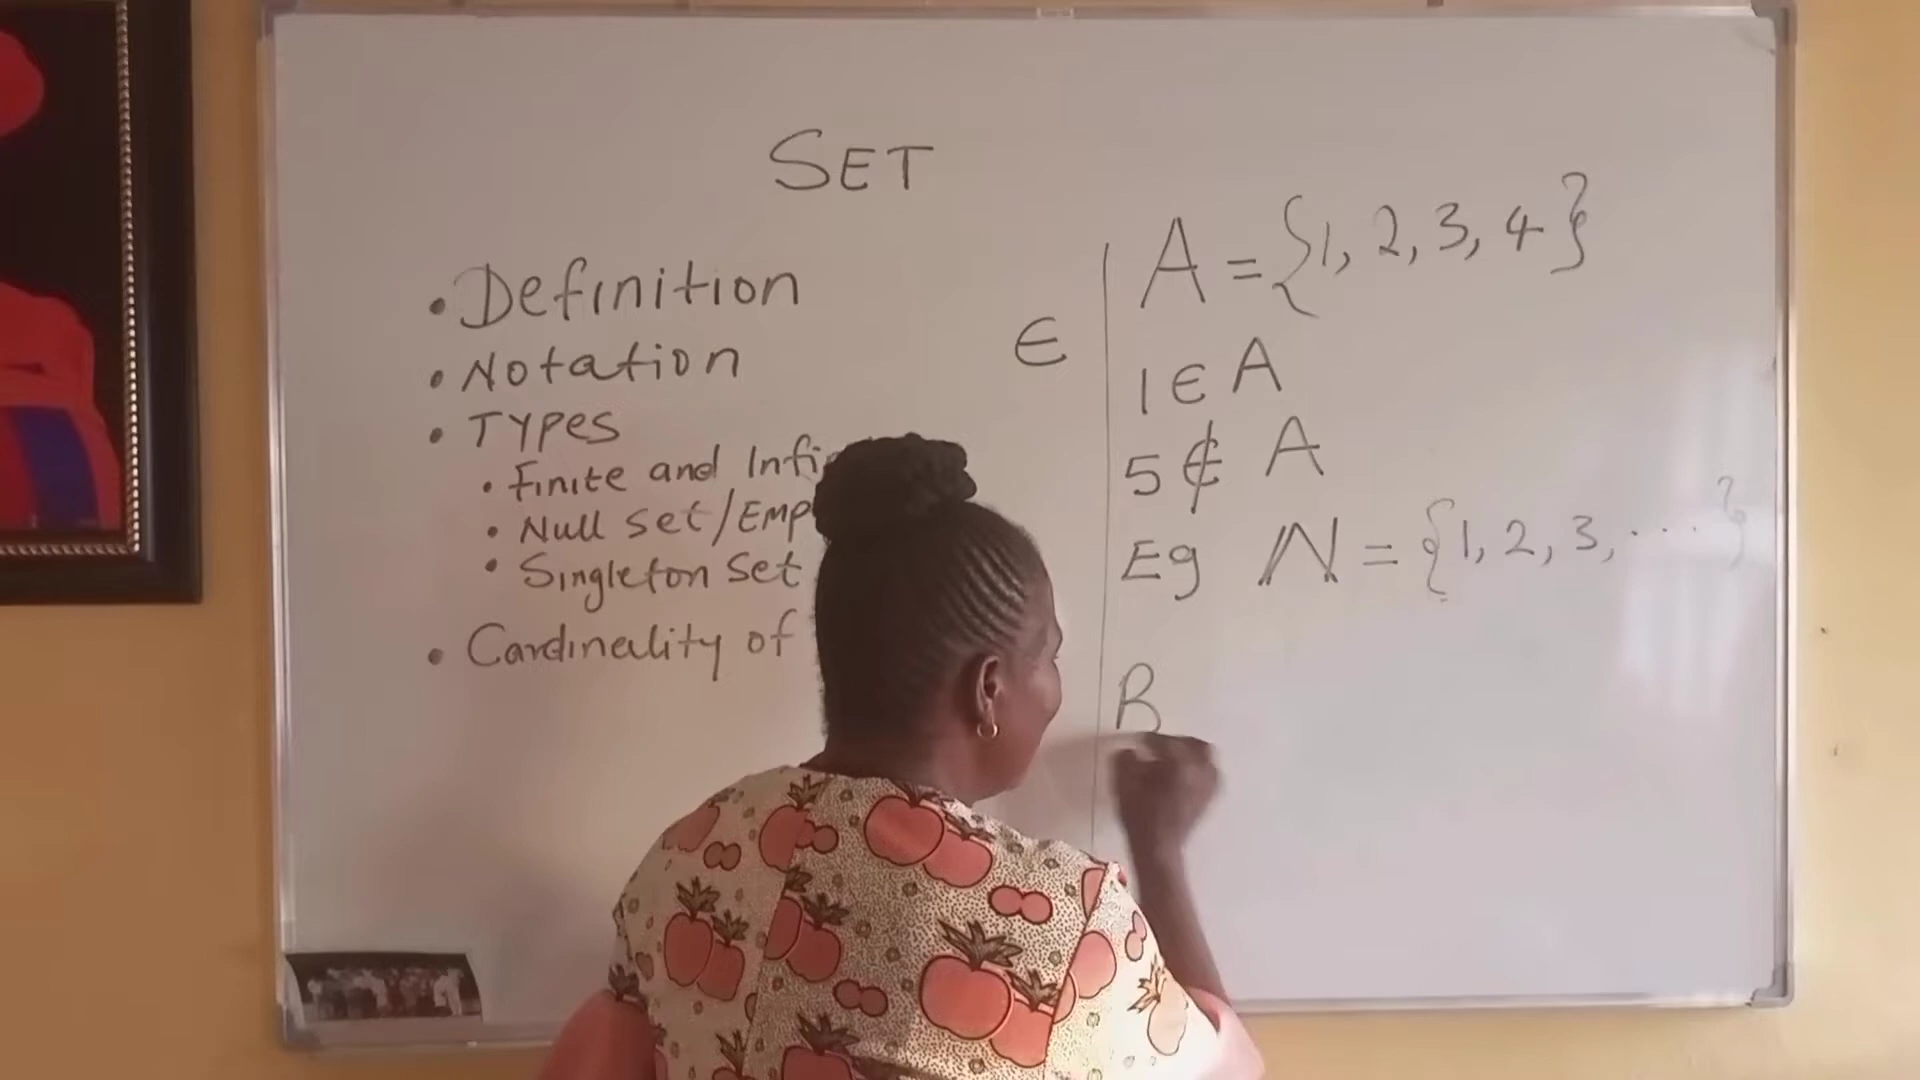 SET
• Definition
• Notation
• Types
• Finite and
• Null Set/
• Singleton Set
• Cardinality of
∈
A = {1, 2, 3, 4}
1 ∈ A
5 ∉ A
Eg N = {1, 2, 3, ....}
B